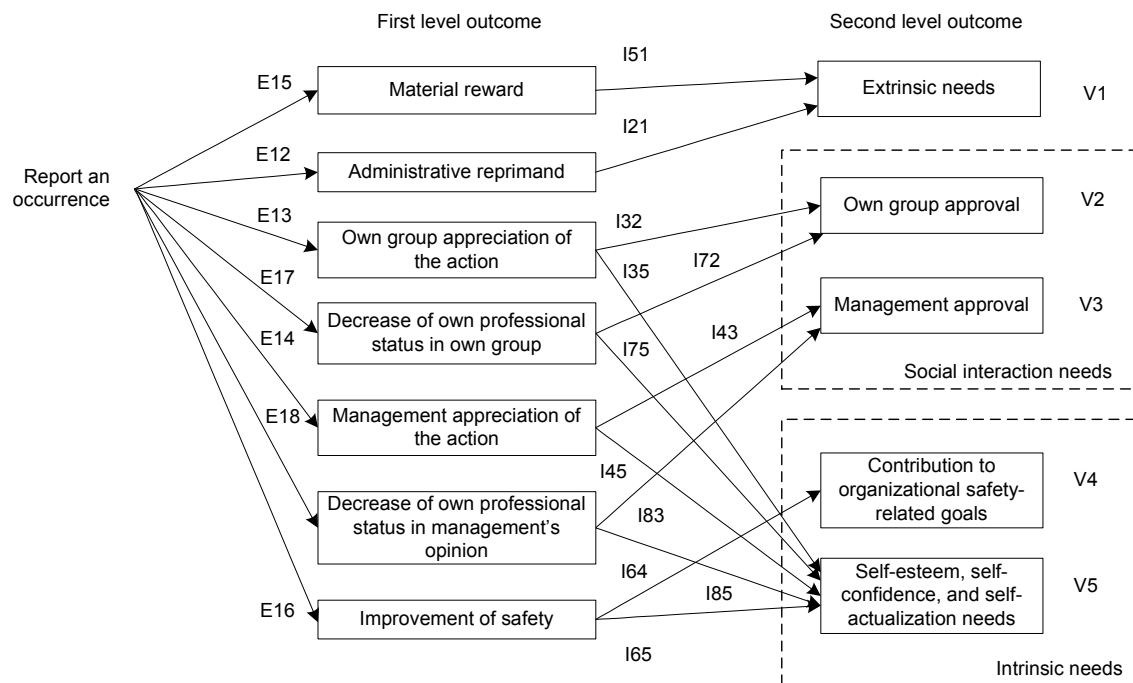 First level outcome
Second level outcome
E15
Material reward
I51
Extrinsic needs
V1
I21
E12
Administrative reprimand
Report an
occurrence
E13
Own group appreciation of
the action
I32
Own group approval
V2
I35
I72
E17
Decrease of own professional
status in own group
Management approval
V3
E14
I75
I43
Social interaction needs
E18
Management appreciation of
the action
I45
Contribution to
organizational safety-
related goals
V4
Decrease of own professional
status in management’s
opinion
I83
I64
Self-esteem, self-
confidence, and self-
actualization needs
V5
E16
Improvement of safety
I85
I65
Intrinsic needs